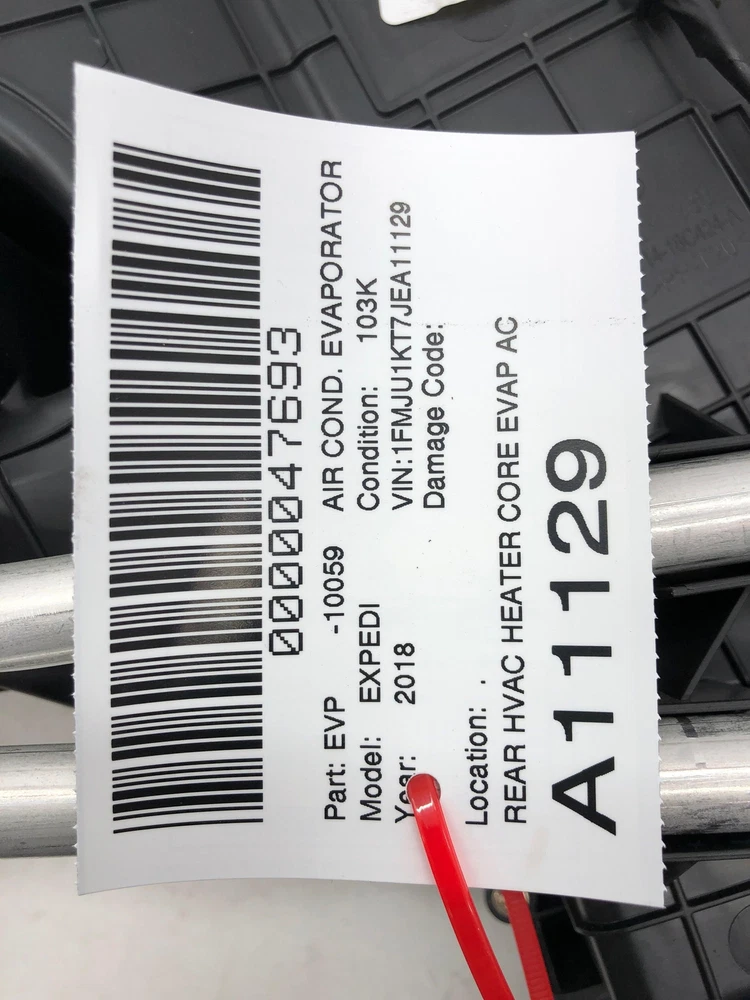 0000047693
Part: EVP -10059 AIR COND. EVAPORATOR
Model: EXPEDI Condition: 103K
Year: 2018 VIN:1FMJU1KT7JEA11129
Damage Code:
Location: .
REAR HVAC HEATER CORE EVAP AC
A11129